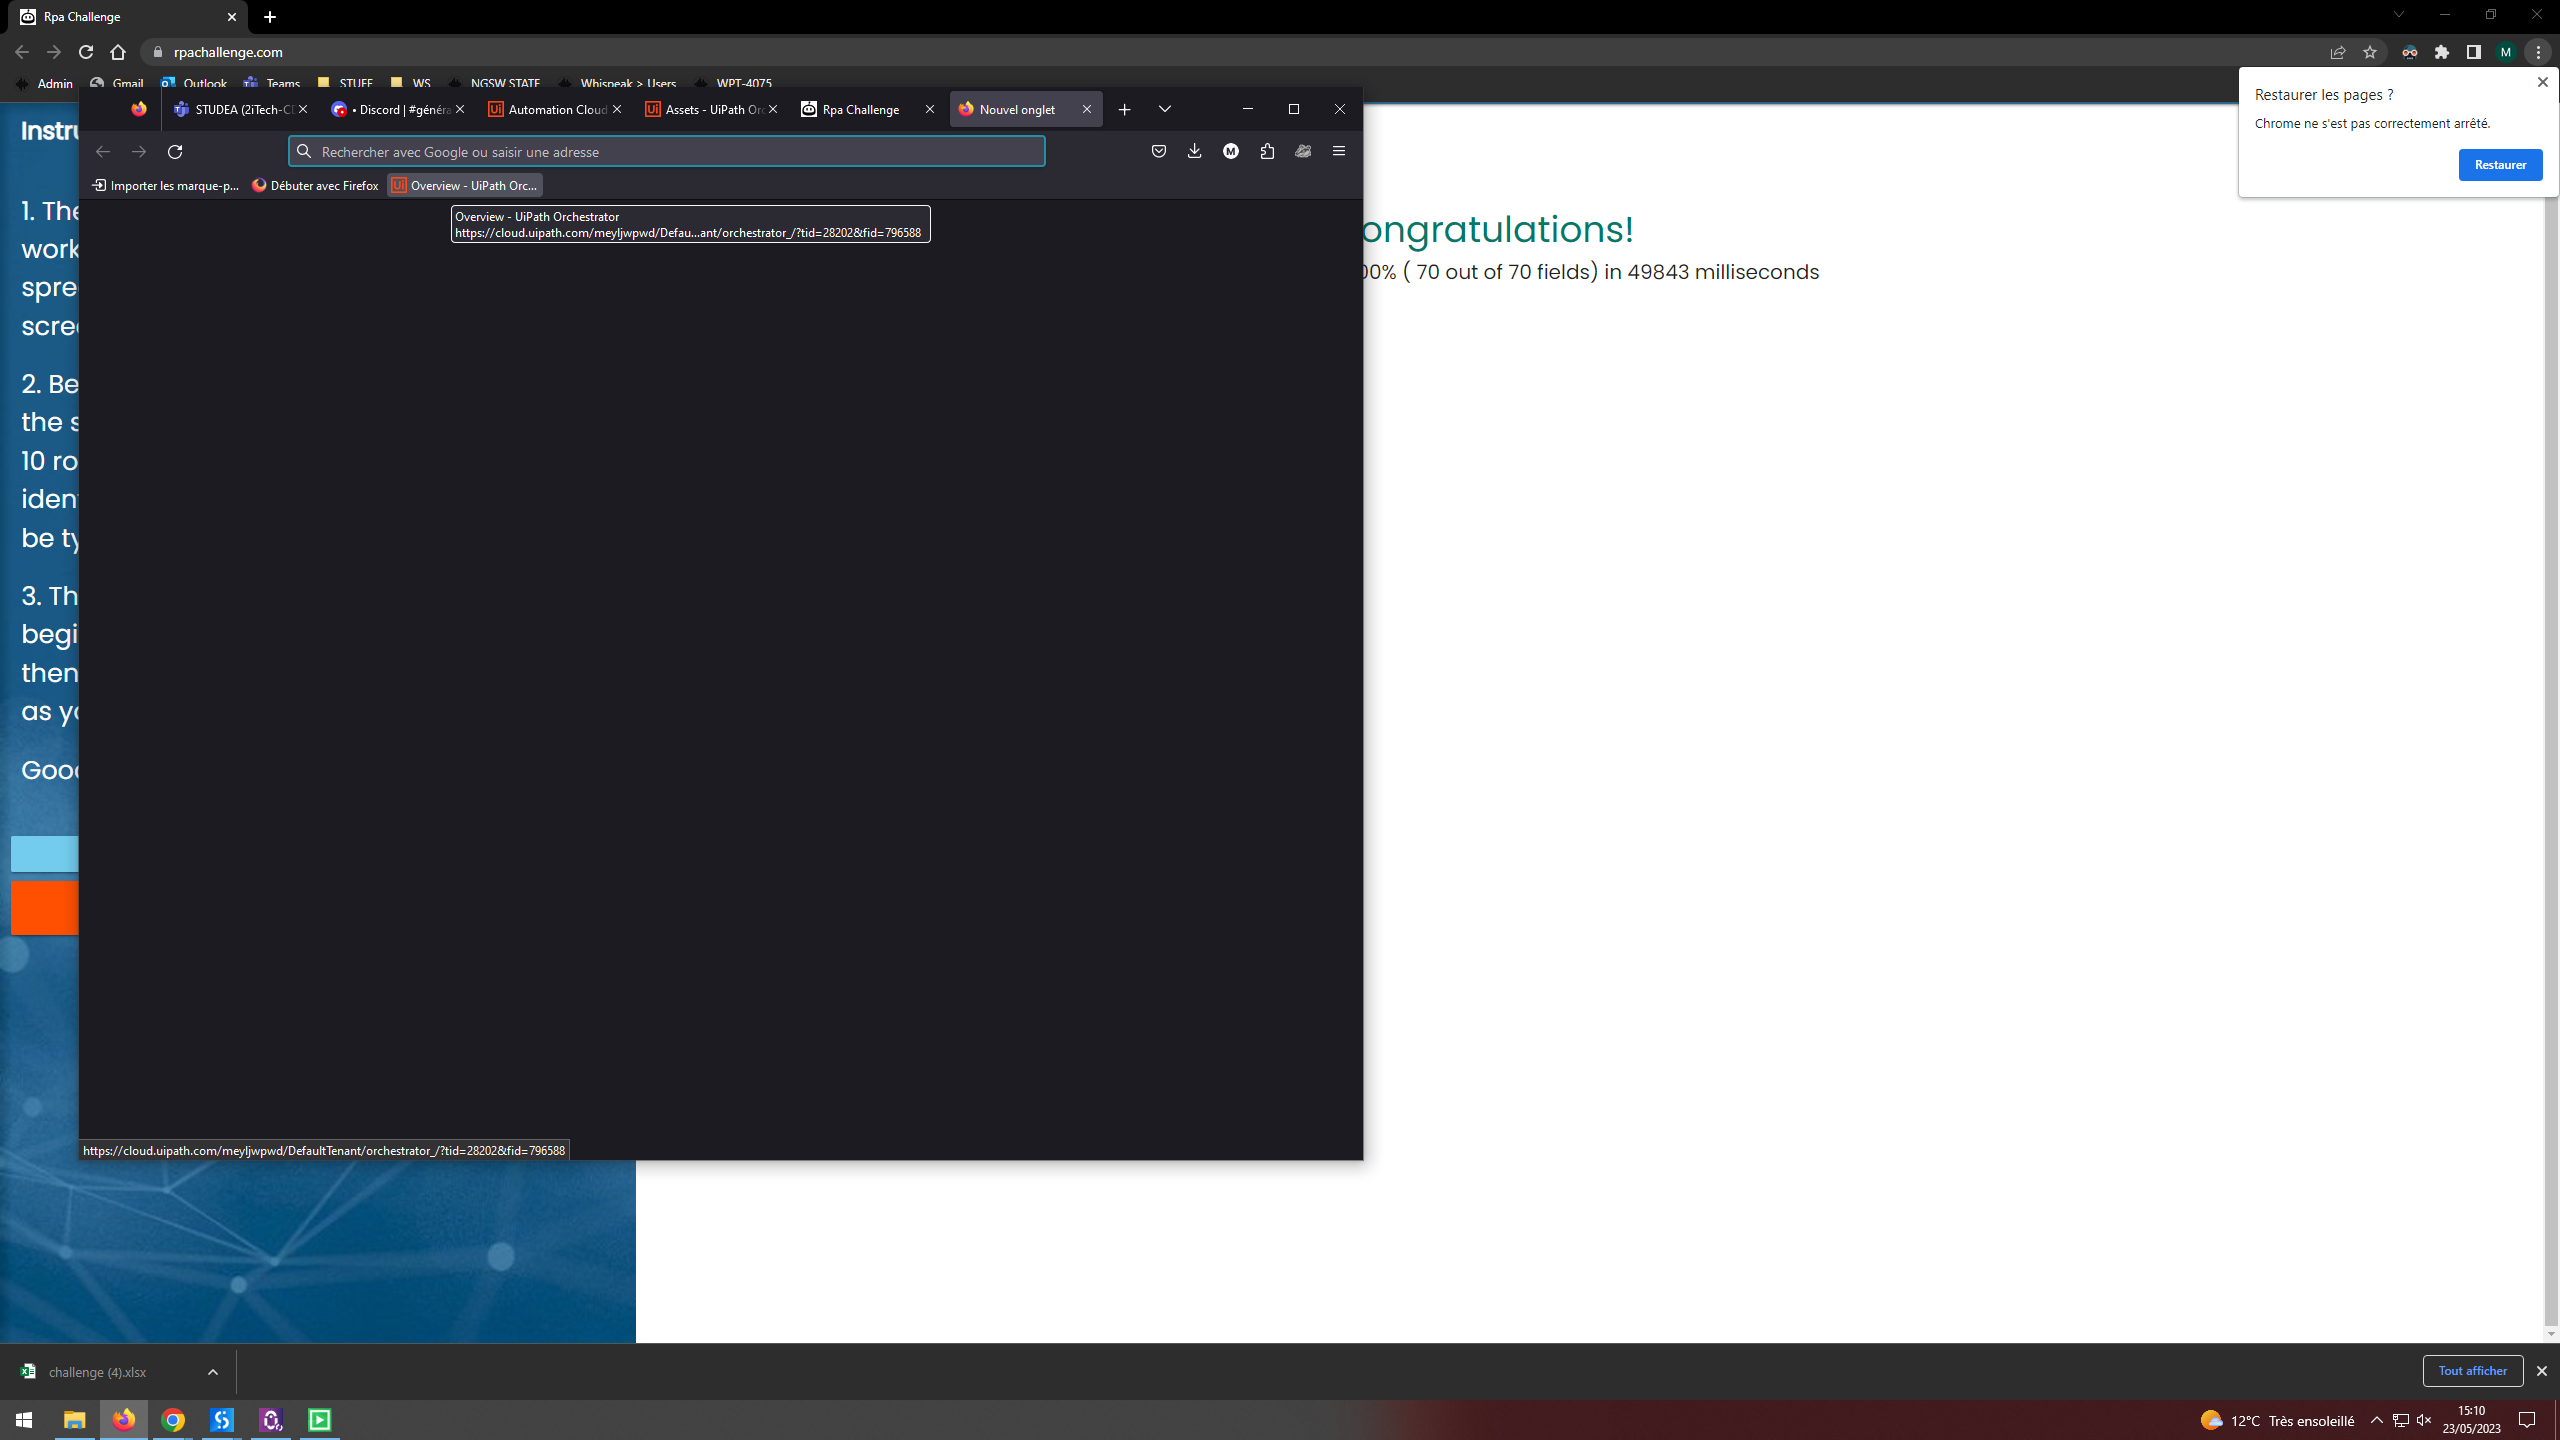 Rpa Challenge
rpachallenge.com
M
Admin Gmail Outlook Teams STUFF WS NGSW STATE Whispeak > Users WPT-4075
Restaurer les pages ?
Chrome ne s'est pas correctement arrêté.
Restaurer
STUDEA (2iTech-CI • Discord | #généra Automation Cloud Assets - UiPath Orc Rpa Challenge Nouvel onglet
Rechercher avec Google ou saisir une adresse
M
Importer les marque-p... Débuter avec Firefox Overview - UiPath Orc...
Overview - UiPath Orchestrator
https://cloud.uipath.com/meyljwpwd/Defau...ant/orchestrator_/?tid=28202&fid=796588
Instru
1. The
work
spre
scree
2. Be
the s
10 ro
iden
be ty
3. Th
begi
then
as yo
Good
ongratulations!
00% ( 70 out of 70 fields) in 49843 milliseconds
https://cloud.uipath.com/meyljwpwd/DefaultTenant/orchestrator_/?tid=28202&fid=796588
challenge (4).xlsx
Tout afficher
12°C Très ensoleillé
15:10
23/05/2023